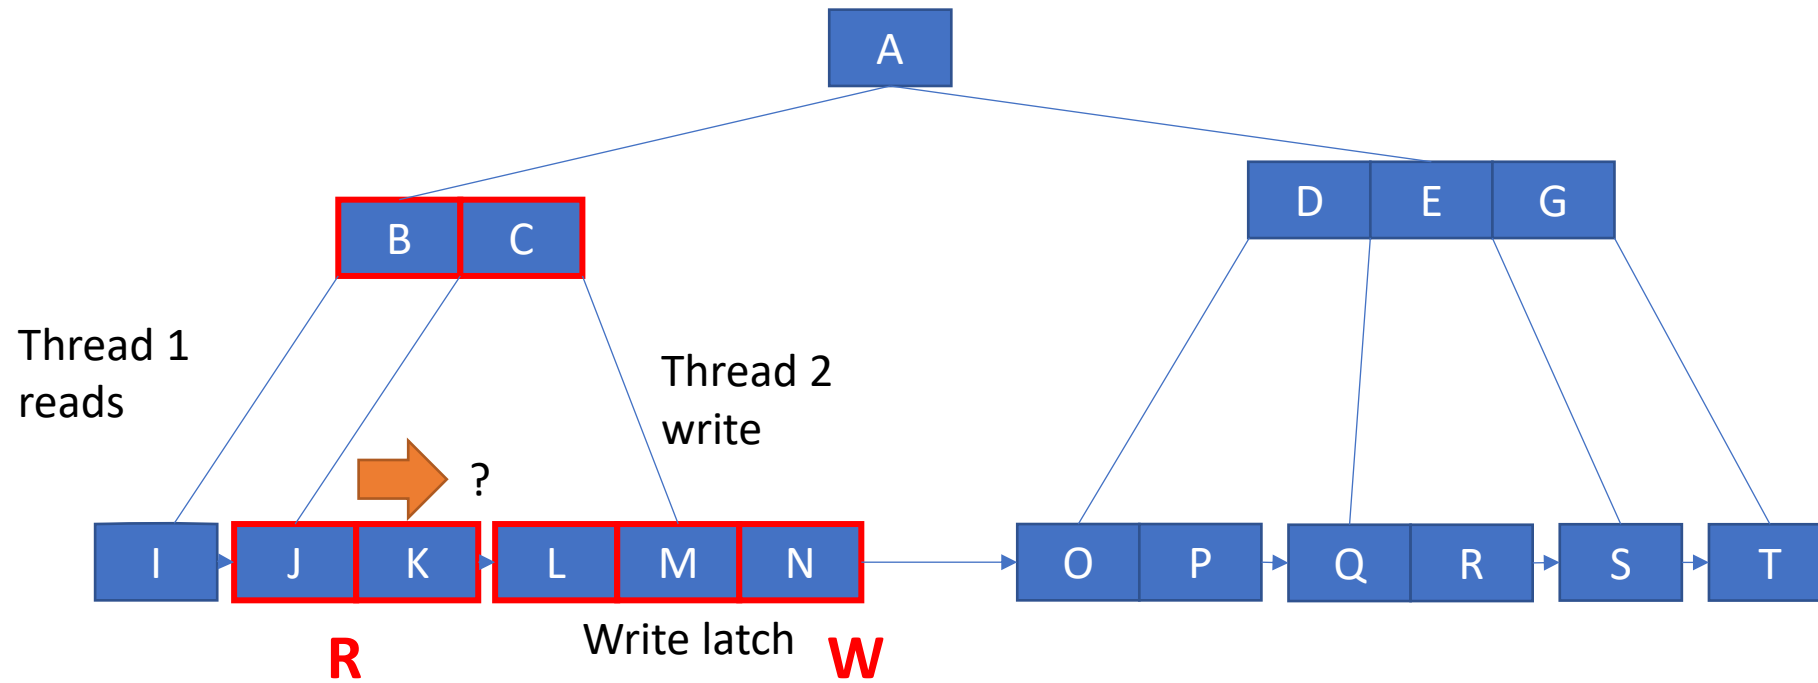 A
B C
D E G
Thread 1
reads
Thread 2
write
?
I J K L M N O P Q R S T
R
Write latch
W